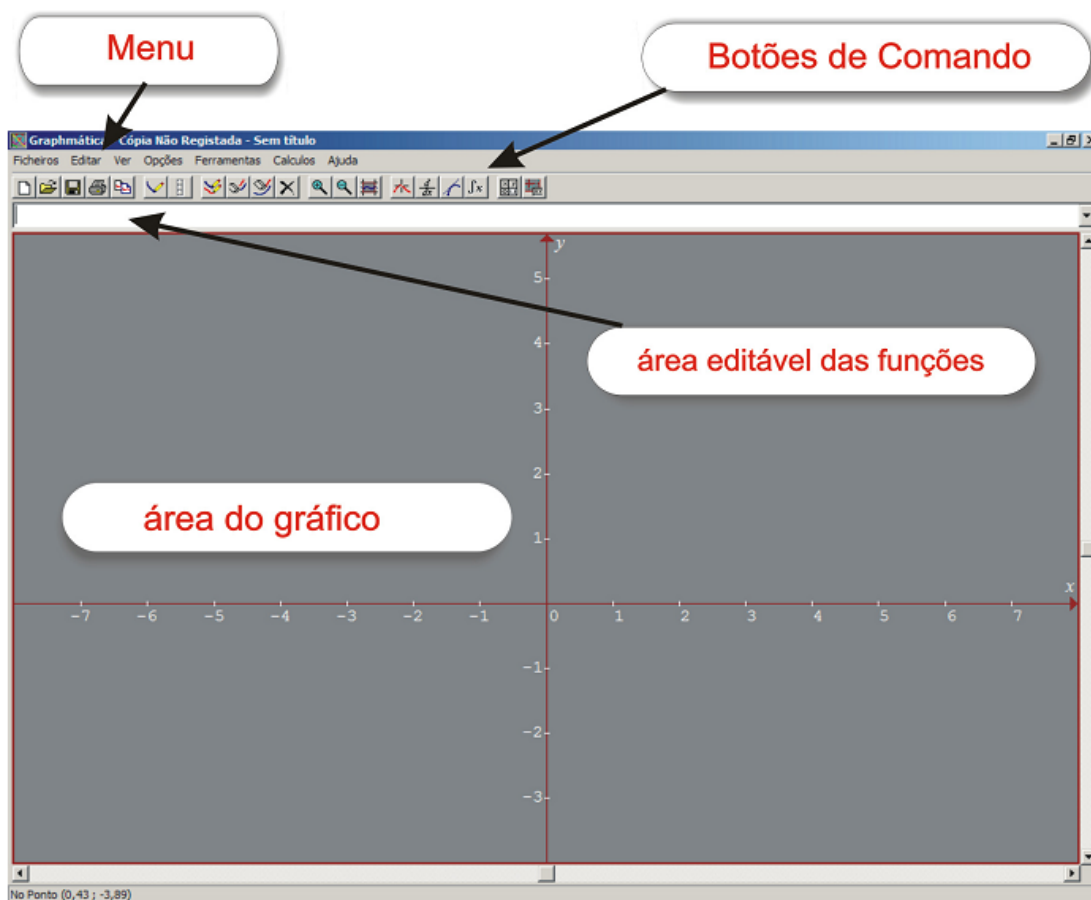 Menu
Botões de Comando
Graphmática - Cópia Não Registada - Sem título
Ficheiros Editar Ver Opções Ferramentas Calculos Ajuda
y
5
4
área editável das funções
3
2
área do gráfico
1
x
-7 -6 -5 -4 -3 -2 -1 0 1 2 3 4 5 6 7
-1
-2
-3
No Ponto (0,43 ; -3,89)